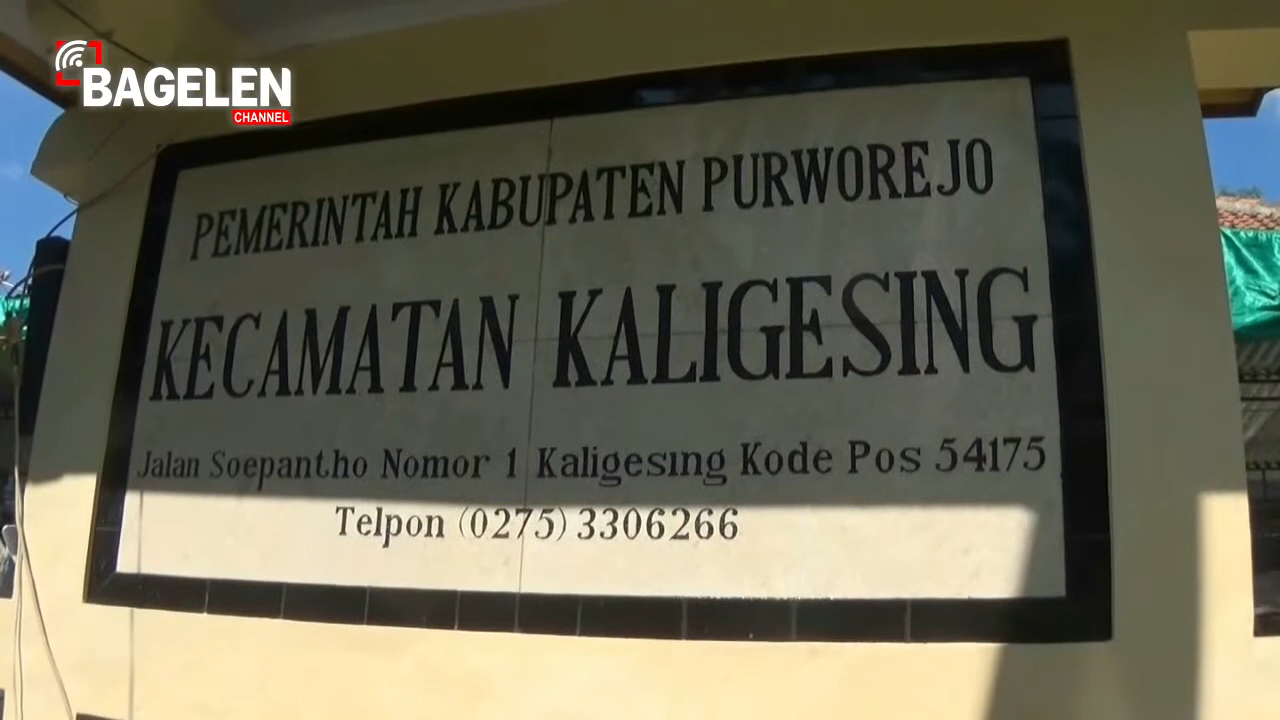 BAGELEN
CHANNEL
PEMERINTAH KABUPATEN PURWOREJO
KECAMATAN KALIGESING
Jalan Soepantho Nomor 1 Kaligesing Kode Pos 54175
Telpon (0275) 3306266